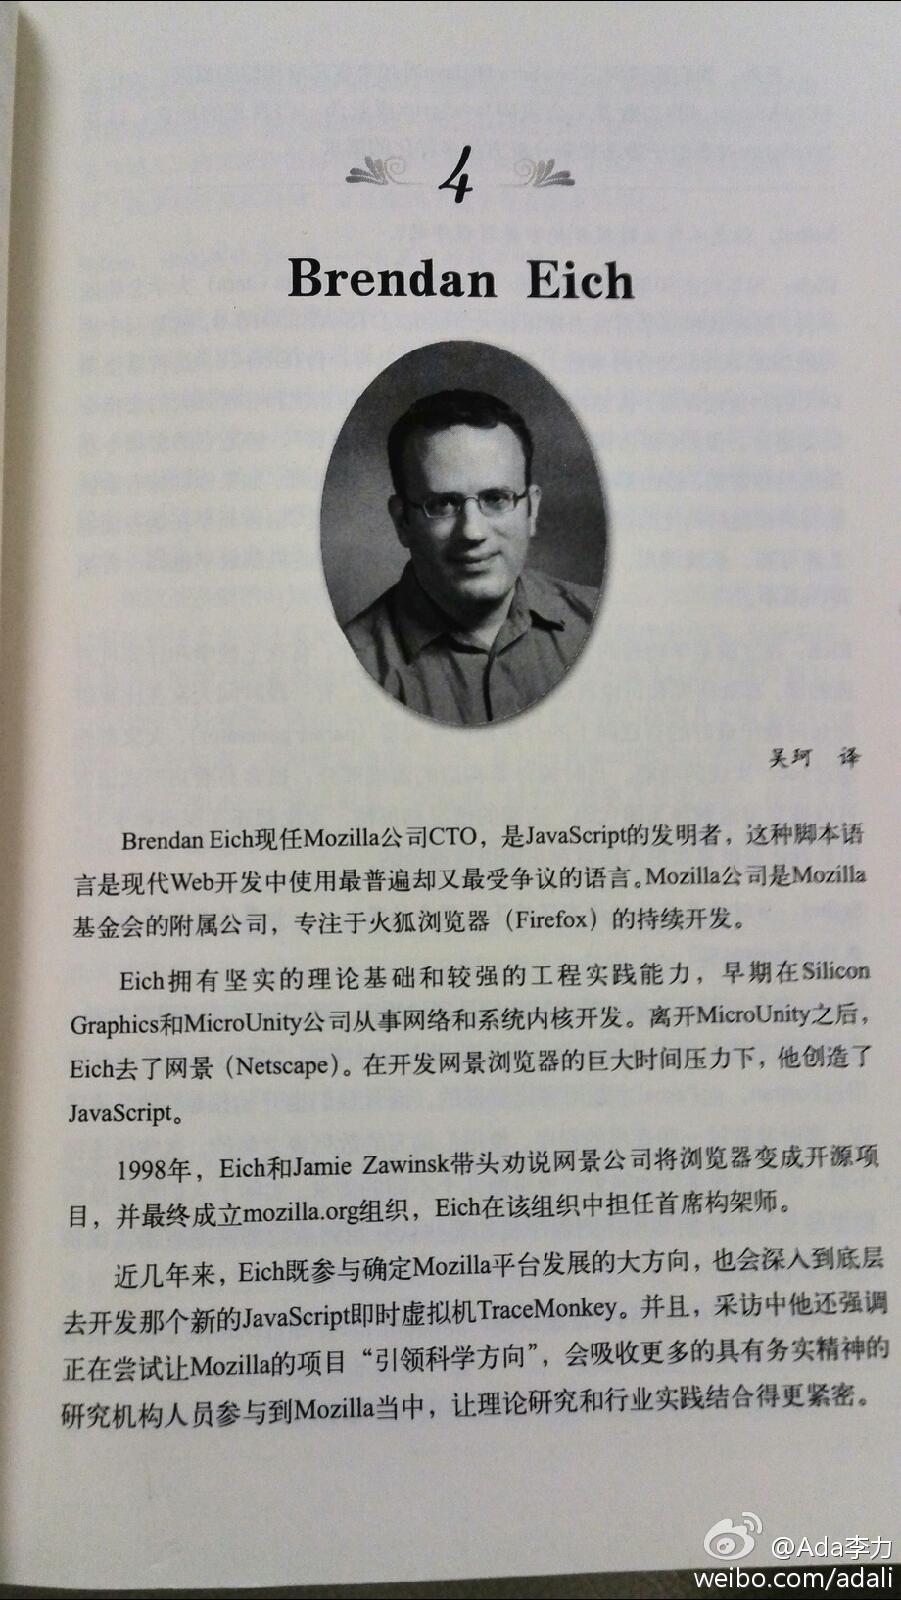 4
Brendan Eich
吴珂 译
Brendan Eich现任Mozilla公司CTO，是JavaScript的发明者，这种脚本语
言是现代Web开发中使用最普遍却又最受争议的语言。Mozilla公司是Mozilla
基金会的附属公司，专注于火狐浏览器（Firefox）的持续开发。
Eich拥有坚实的理论基础和较强的工程实践能力，早期在Silicon
Graphics和MicroUnity公司从事网络和系统内核开发。离开MicroUnity之后，
Eich去了网景（Netscape）。在开发网景浏览器的巨大时间压力下，他创造了
JavaScript。
1998年，Eich和Jamie Zawinsk带头劝说网景公司将浏览器变成开源项
目，并最终成立mozilla.org组织，Eich在该组织中担任首席构架师。
近几年来，Eich既参与确定Mozilla平台发展的大方向，也会深入到底层
去开发那个新的JavaScript即时虚拟机TraceMonkey。并且，采访中他还强调
正在尝试让Mozilla的项目“引领科学方向”，会吸收更多的具有务实精神的
研究机构人员参与到Mozilla当中，让理论研究和行业实践结合得更紧密。
@Ada李力
weibo.com/adali